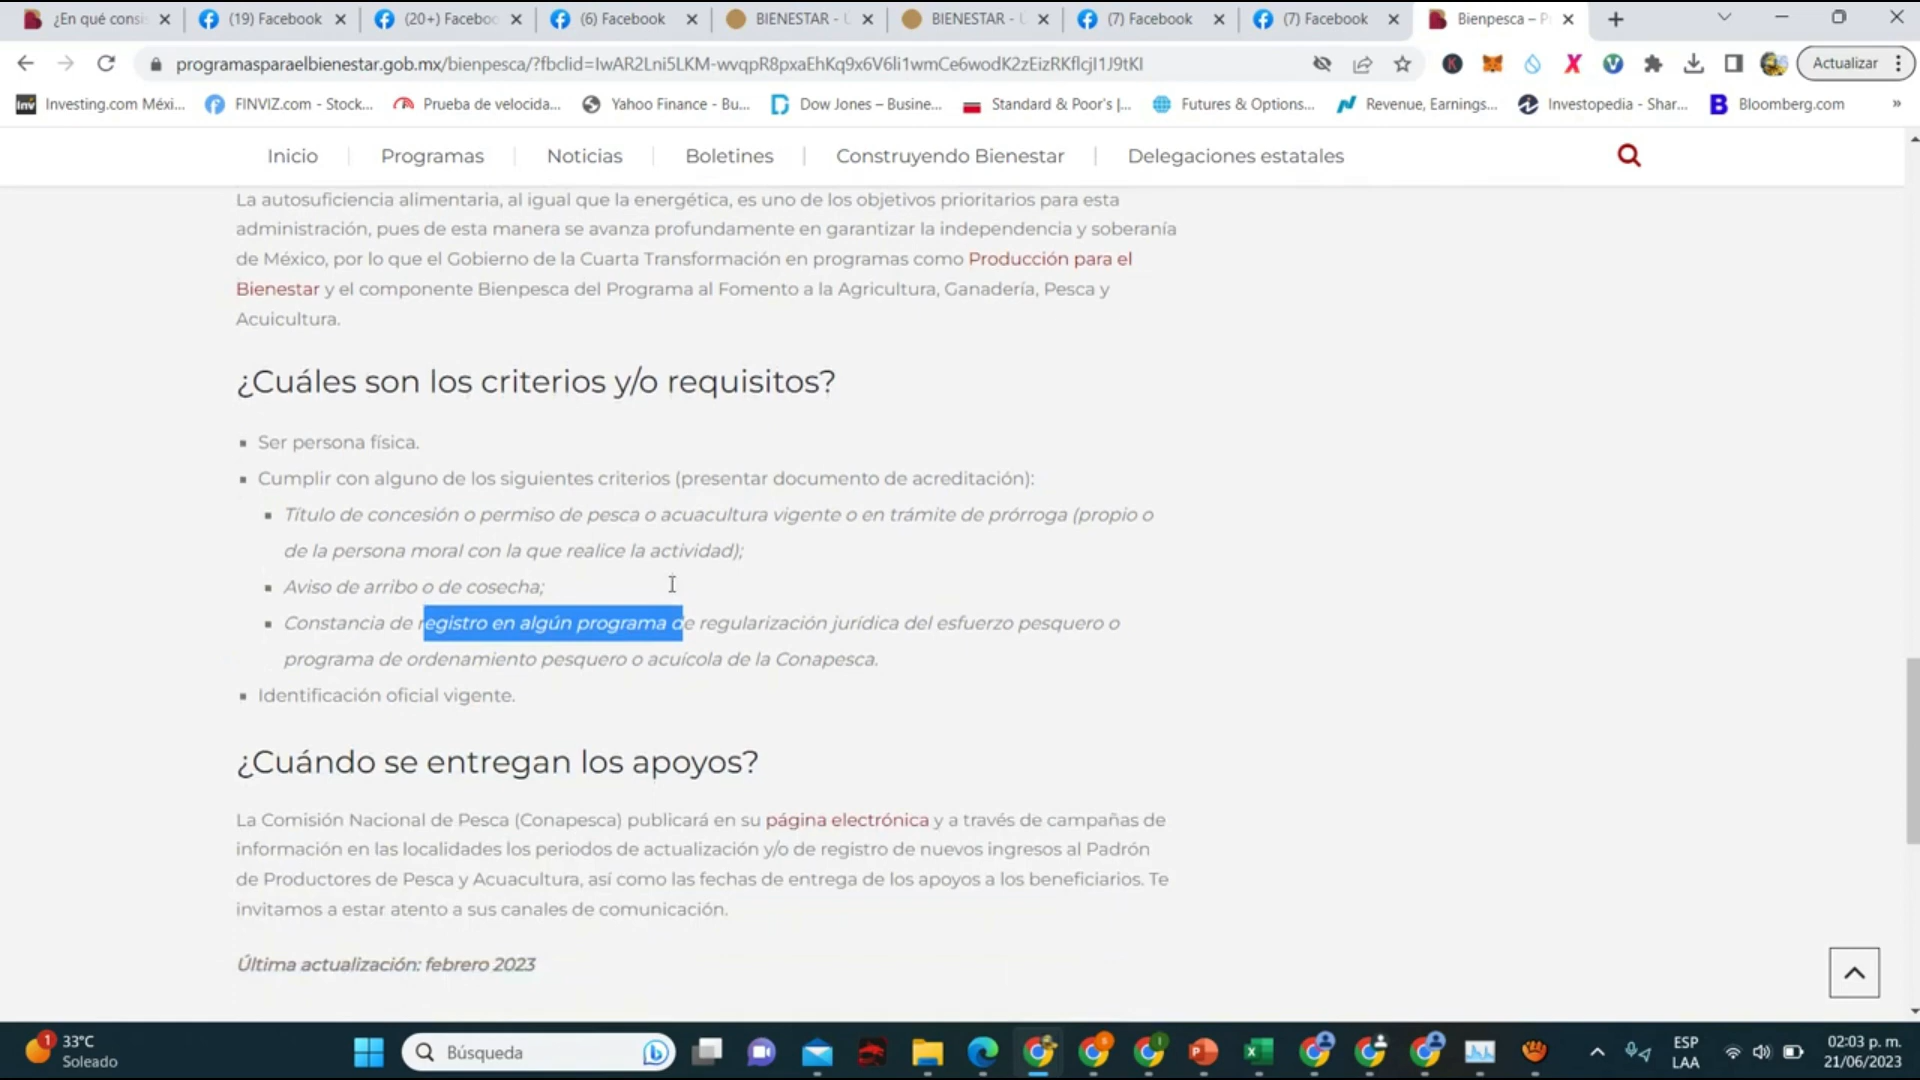 ¿En qué consi
(19) Facebook
(20+) Faceboo
(6) Facebook
BIENESTAR - U
BIENESTAR - U
(7) Facebook
(7) Facebook
Bienpesca – P
programasparaelbienestar.gob.mx/bienpesca/?fbclid=IwAR2Lni5LKM-wvqpR8pxaEhKq9x6V6li1wmCe6wodK2zEizRKflcjI1J9tKI
Actualizar
Investing.com Méxi...
FINVIZ.com - Stock...
Prueba de velocida...
Yahoo Finance - Bu...
Dow Jones – Busine...
Standard & Poor's |...
Futures & Options...
Revenue, Earnings...
Investopedia - Shar...
Bloomberg.com
»
Inicio
Programas
Noticias
Boletines
Construyendo Bienestar
Delegaciones estatales
La autosuficiencia alimentaria, al igual que la energética, es uno de los objetivos prioritarios para esta
administración, pues de esta manera se avanza profundamente en garantizar la independencia y soberanía
de México, por lo que el Gobierno de la Cuarta Transformación en programas como Producción para el
Bienestar y el componente Bienpesca del Programa al Fomento a la Agricultura, Ganadería, Pesca y
Acuicultura.
¿Cuáles son los criterios y/o requisitos?
Ser persona física.
Cumplir con alguno de los siguientes criterios (presentar documento de acreditación):
Título de concesión o permiso de pesca o acuacultura vigente o en trámite de prórroga (propio o
de la persona moral con la que realice la actividad);
Aviso de arribo o de cosecha;
Constancia de registro en algún programa de regularización jurídica del esfuerzo pesquero o
programa de ordenamiento pesquero o acuícola de la Conapesca.
Identificación oficial vigente.
¿Cuándo se entregan los apoyos?
La Comisión Nacional de Pesca (Conapesca) publicará en su página electrónica y a través de campañas de
información en las localidades los periodos de actualización y/o de registro de nuevos ingresos al Padrón
de Productores de Pesca y Acuacultura, así como las fechas de entrega de los apoyos a los beneficiarios. Te
invitamos a estar atento a sus canales de comunicación.
Última actualización: febrero 2023
1
33°C
Soleado
Búsqueda
ESP
LAA
02:03 p. m.
21/06/2023